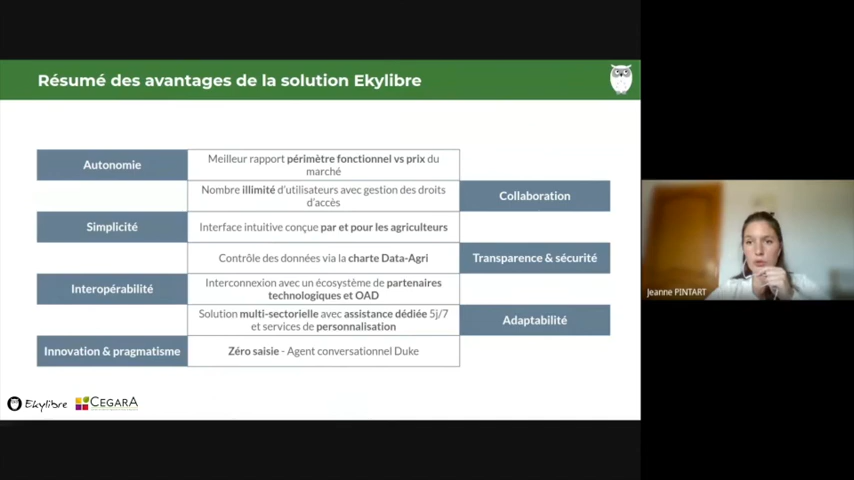 Résumé des avantages de la solution Ekylibre
Autonomie
Meilleur rapport périmètre fonctionnel vs prix du
marché
Nombre illimité d'utilisateurs avec gestion des droits
d'accès
Collaboration
Simplicité
Interface intuitive conçue par et pour les agriculteurs
Contrôle des données via la charte Data-Agri
Transparence & sécurité
Interopérabilité
Interconnexion avec un écosystème de partenaires
technologiques et OAD
Solution multi-sectorielle avec assistance dédiée 5j/7
et services de personnalisation
Adaptabilité
Innovation & pragmatisme
Zéro saisie - Agent conversationnel Duke
Jeanne PINTART
Ekylibre
CEGARA